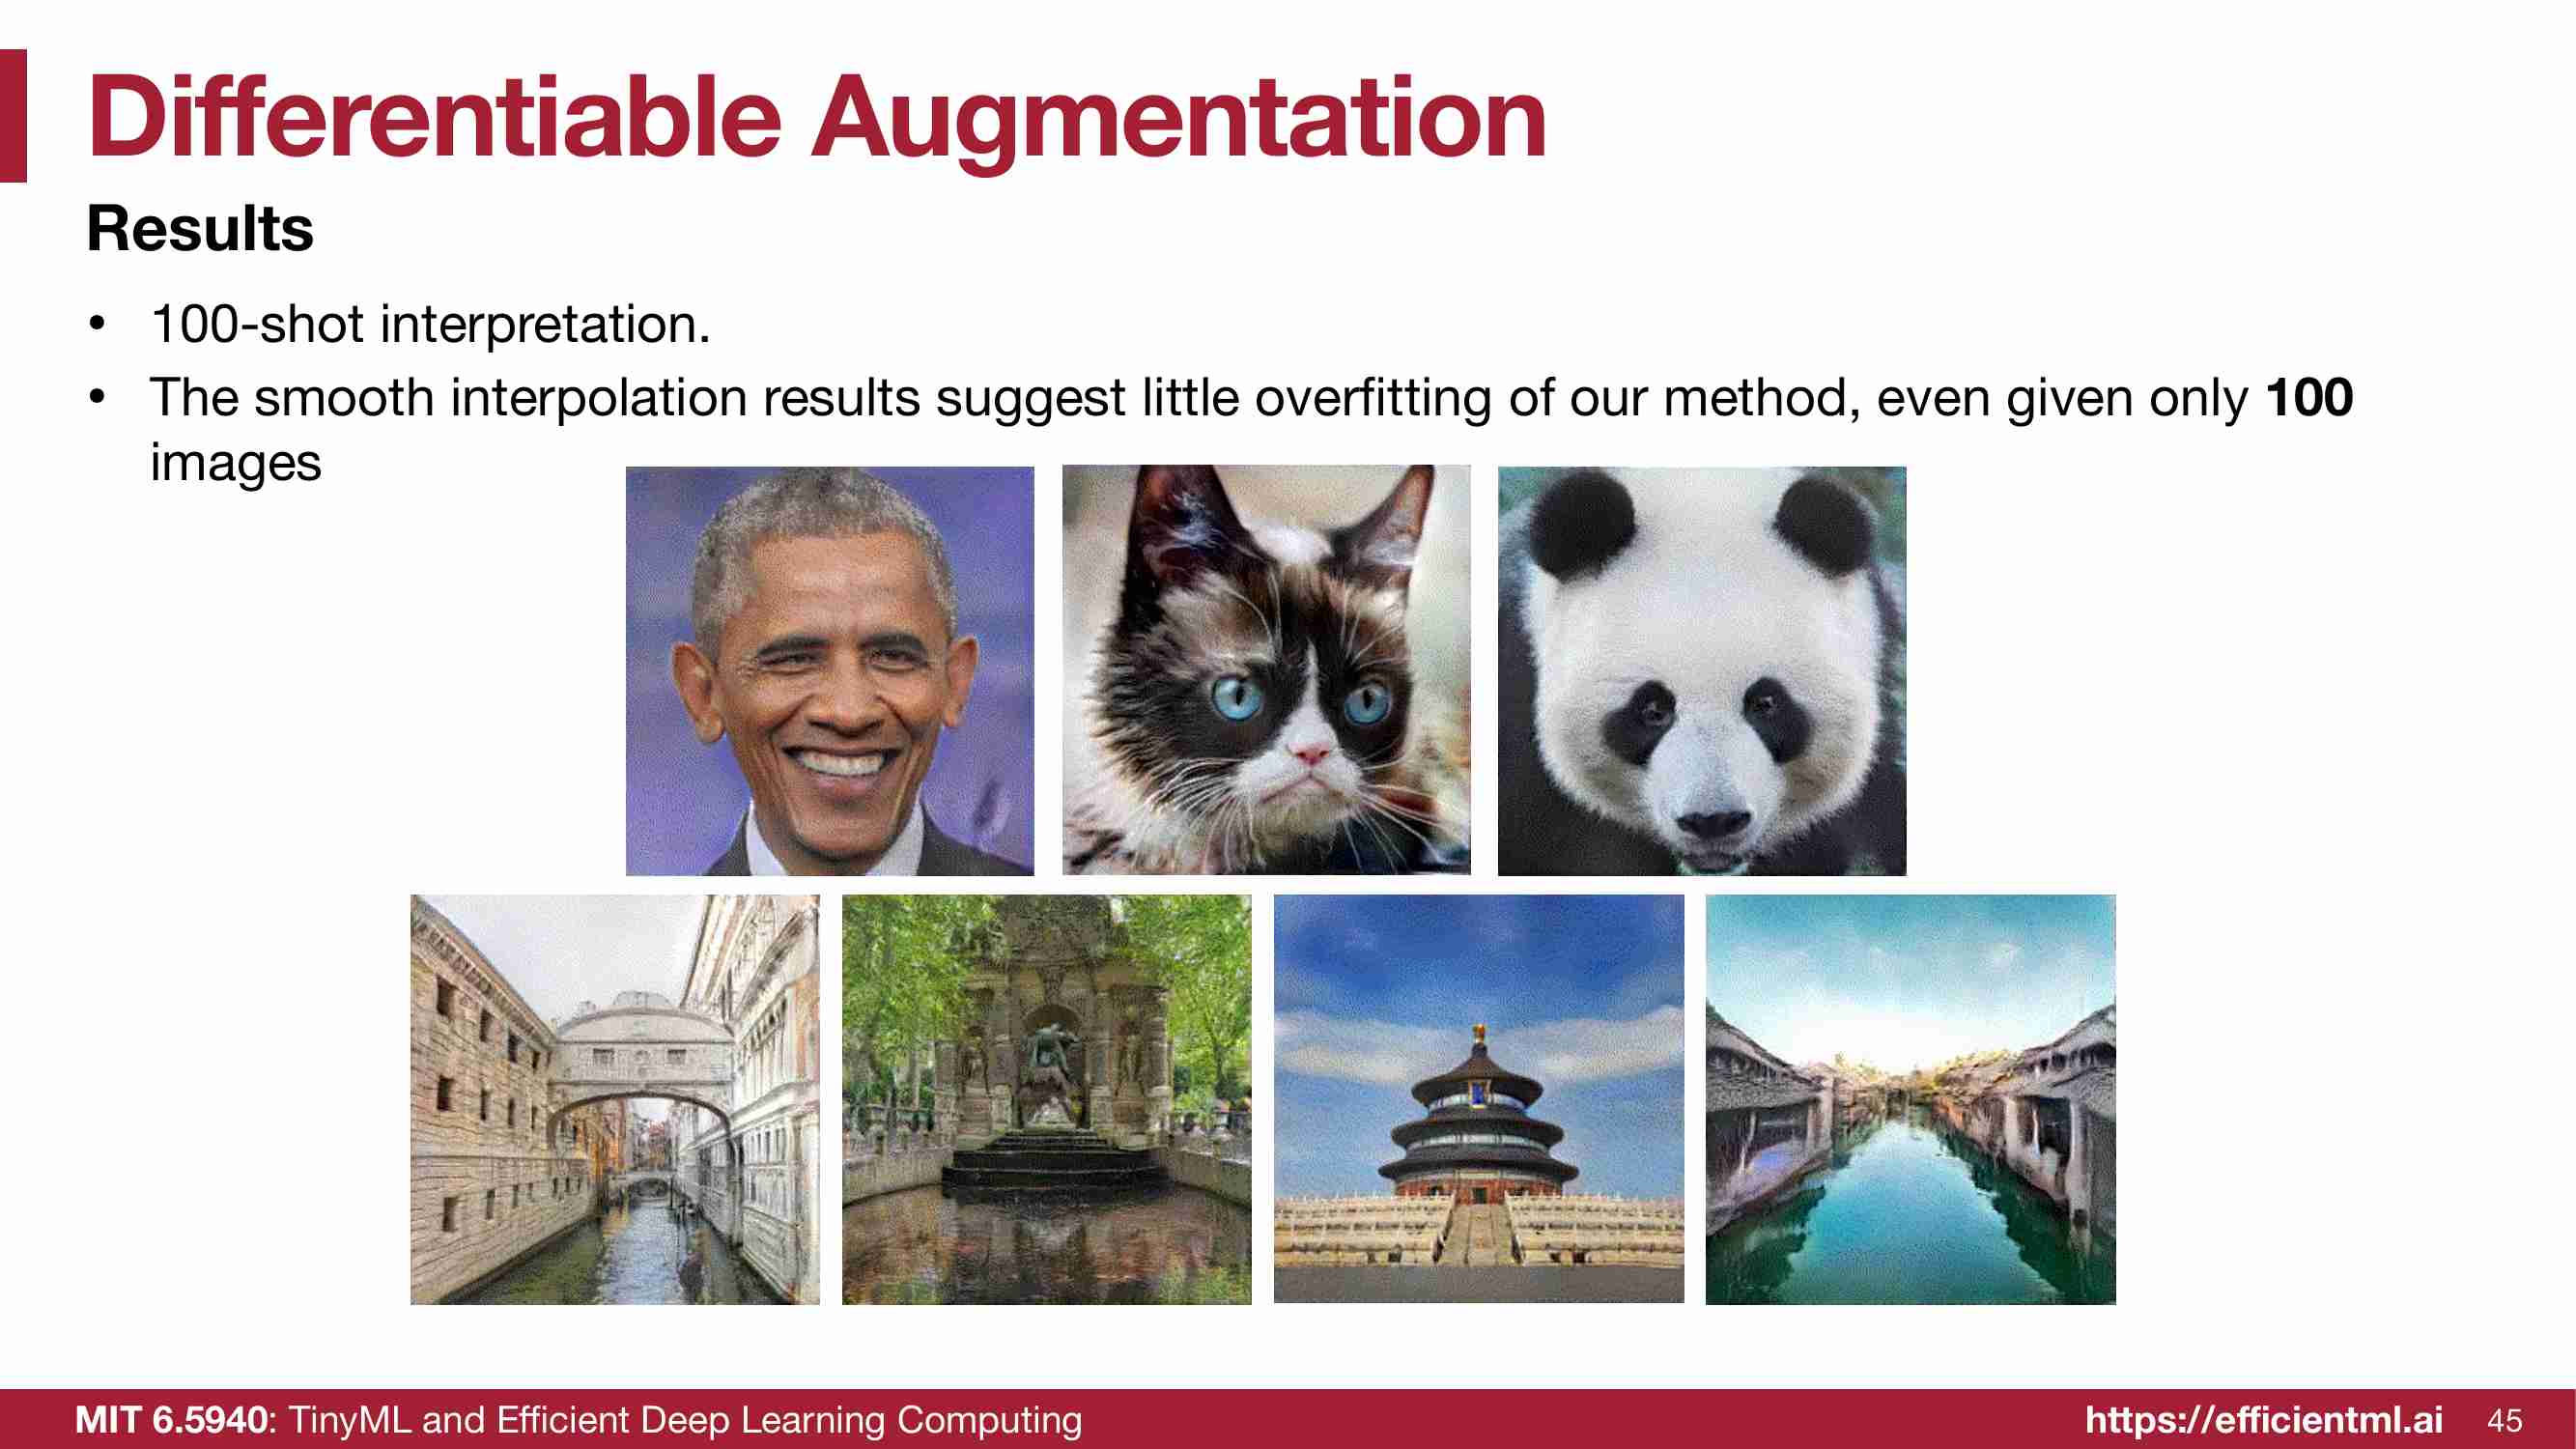 Differentiable Augmentation
Results
• 100-shot interpretation.
• The smooth interpolation results suggest little overfitting of our method, even given only 100
images
MIT 6.5940: TinyML and Efficient Deep Learning Computing
https://efficientml.ai 45